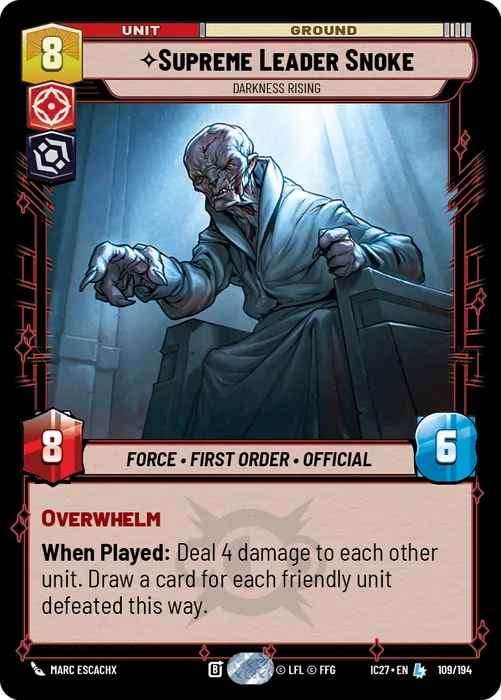 UNIT GROUND
8
SUPREME LEADER SNOKE
DARKNESS RISING
8
6
FORCE • FIRST ORDER • OFFICIAL
OVERWHELM
When Played: Deal 4 damage to each other
unit. Draw a card for each friendly unit
defeated this way.
MARC ESCACHX
B
© LFL © FFG
IC27 • EN
L
109/194